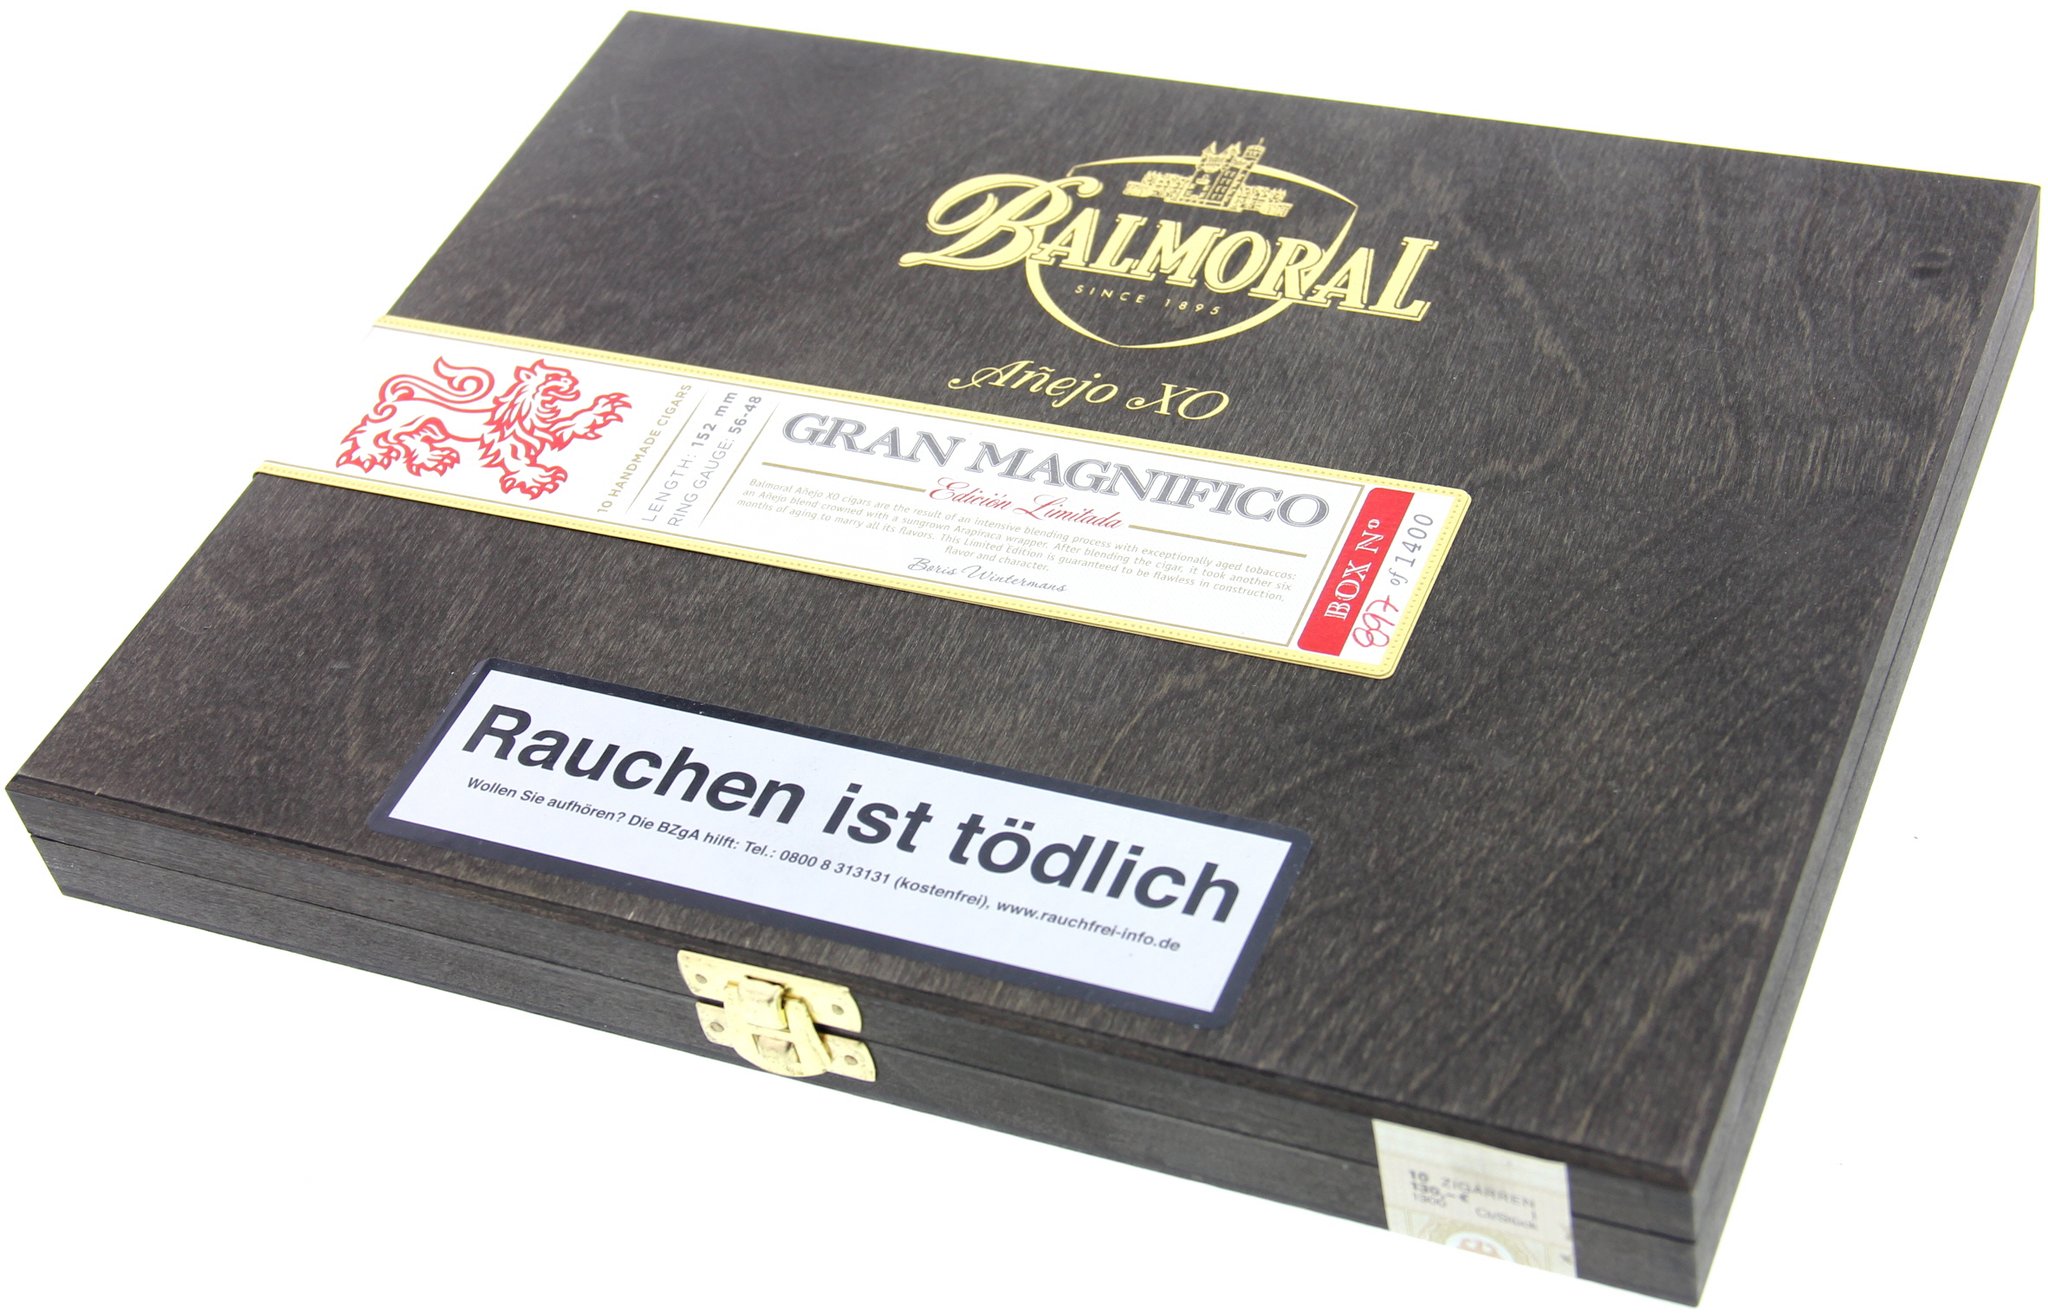 BALMORAL
SINCE 1895
Añejo XO
10 HANDMADE CIGARS
LENGTH: 152 mm
RING GAUGE: 56-48
GRAN MAGNIFICO
Edición Limitada
Balmoral Añejo XO cigars are the result of an intensive blending process with exceptionally aged tobaccos:
an Añejo blend crowned with a sungrown Arapiraca wrapper. After blending the cigar, it took another six
months of aging to marry all its flavors. This Limited Edition is guaranteed to be flawless in construction,
flavor and character.
Boris Wintermans
BOX Nº
897 of 1400
Rauchen ist tödlich
Wollen Sie aufhören? Die BZgA hilft: Tel.: 0800 8 313131 (kostenfrei), www.rauchfrei-info.de
10 ZIGARREN
130,-€ I
1300 Ct/Stück